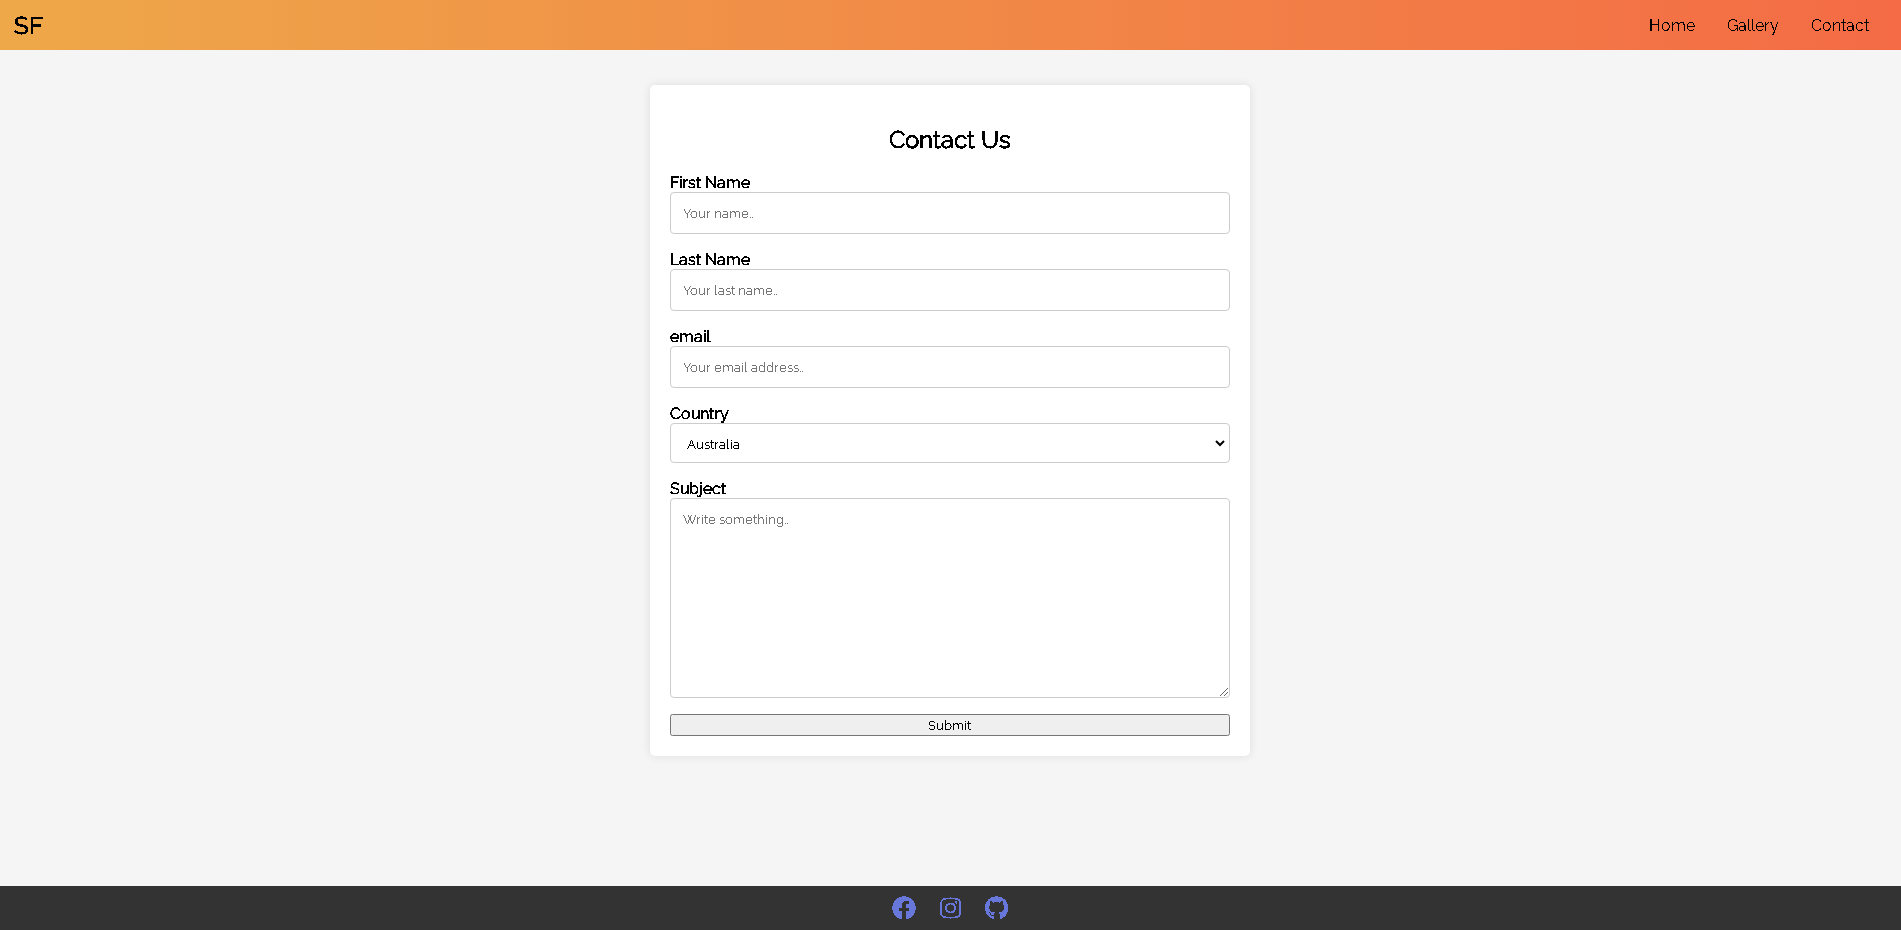 SF
Home Gallery Contact
Contact Us
First Name
Your name..
Last Name
Your last name..
email
Your email address..
Country
Australia
Subject
Write something..
Submit